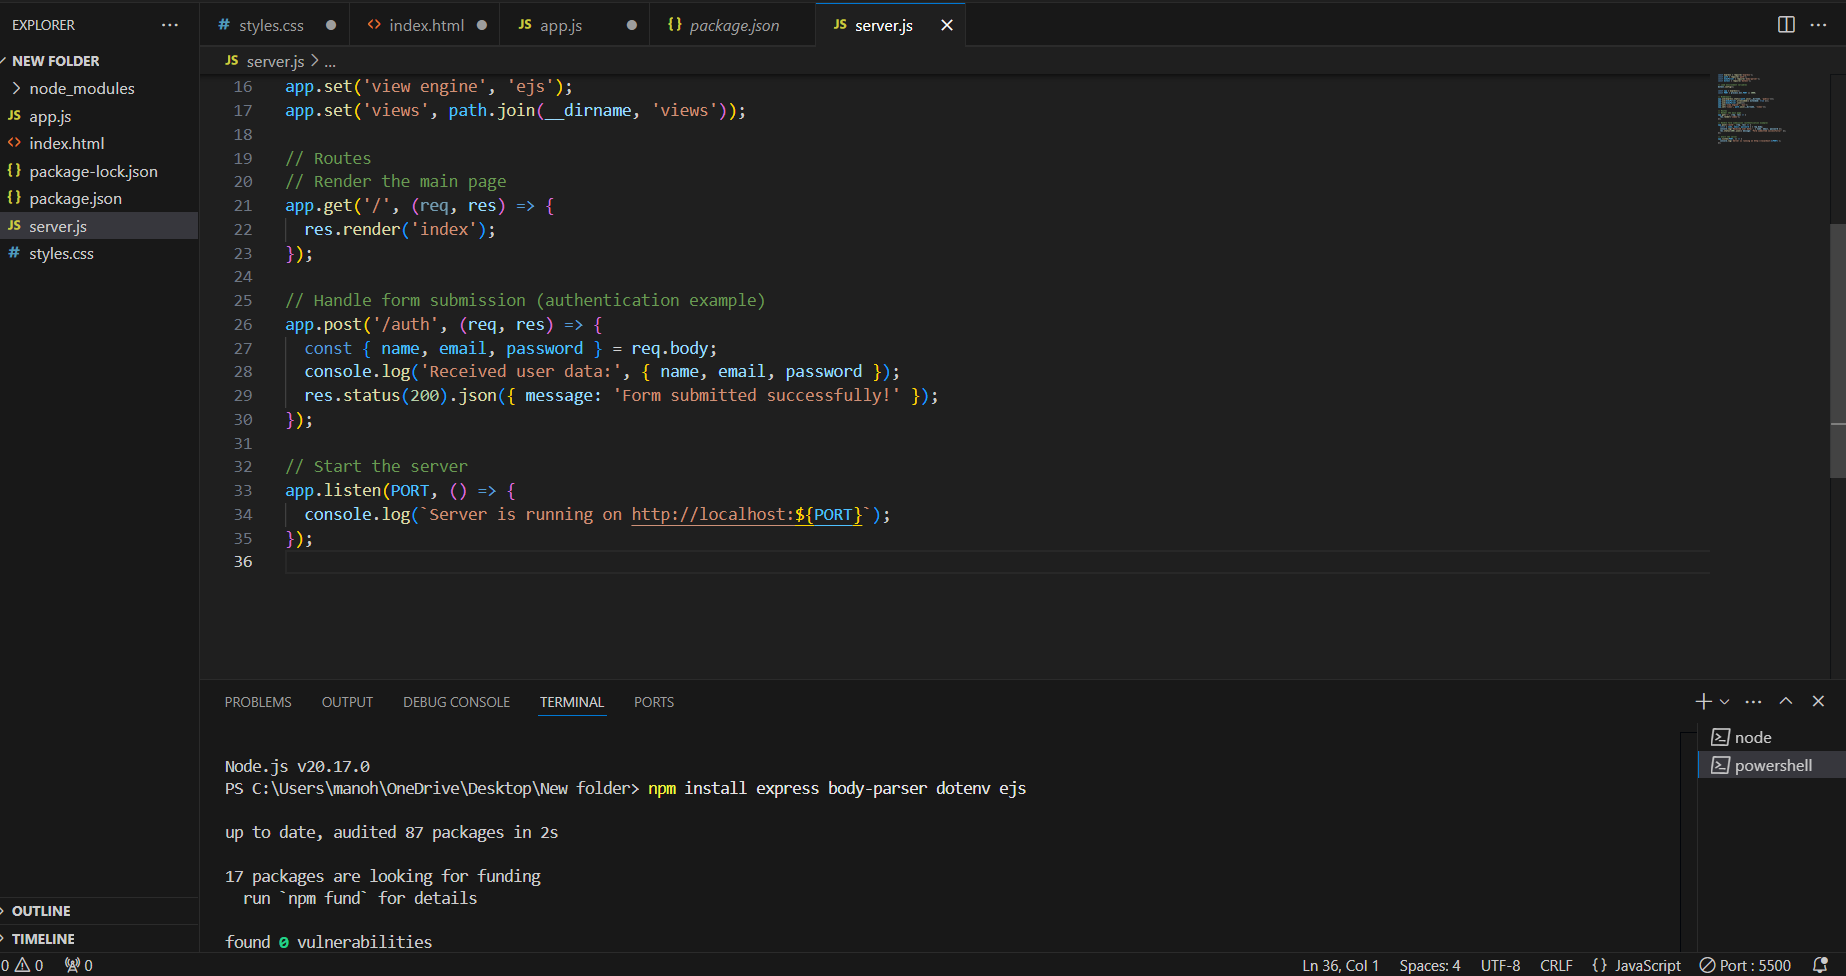 EXPLORER
styles.css
index.html
JS app.js
{} package.json
JS server.js
NEW FOLDER
node_modules
JS app.js
index.html
{} package-lock.json
{} package.json
JS server.js
# styles.css
JS server.js > ...
16 app.set('view engine', 'ejs');
17 app.set('views', path.join(__dirname, 'views'));
18
19 // Routes
20 // Render the main page
21 app.get('/', (req, res) => {
22 res.render('index');
23 });
24
25 // Handle form submission (authentication example)
26 app.post('/auth', (req, res) => {
27 const { name, email, password } = req.body;
28 console.log('Received user data:', { name, email, password });
29 res.status(200).json({ message: 'Form submitted successfully!' });
30 });
31
32 // Start the server
33 app.listen(PORT, () => {
34 console.log(`Server is running on http://localhost:${PORT}`);
35 });
36
PROBLEMS OUTPUT DEBUG CONSOLE TERMINAL PORTS
node
powershell
Node.js v20.17.0
PS C:\Users\manoh\OneDrive\Desktop\New folder> npm install express body-parser dotenv ejs
up to date, audited 87 packages in 2s
17 packages are looking for funding
run `npm fund` for details
found 0 vulnerabilities
OUTLINE
TIMELINE
0 0 0 Ln 36, Col 1 Spaces: 4 UTF-8 CRLF {} JavaScript Port : 5500